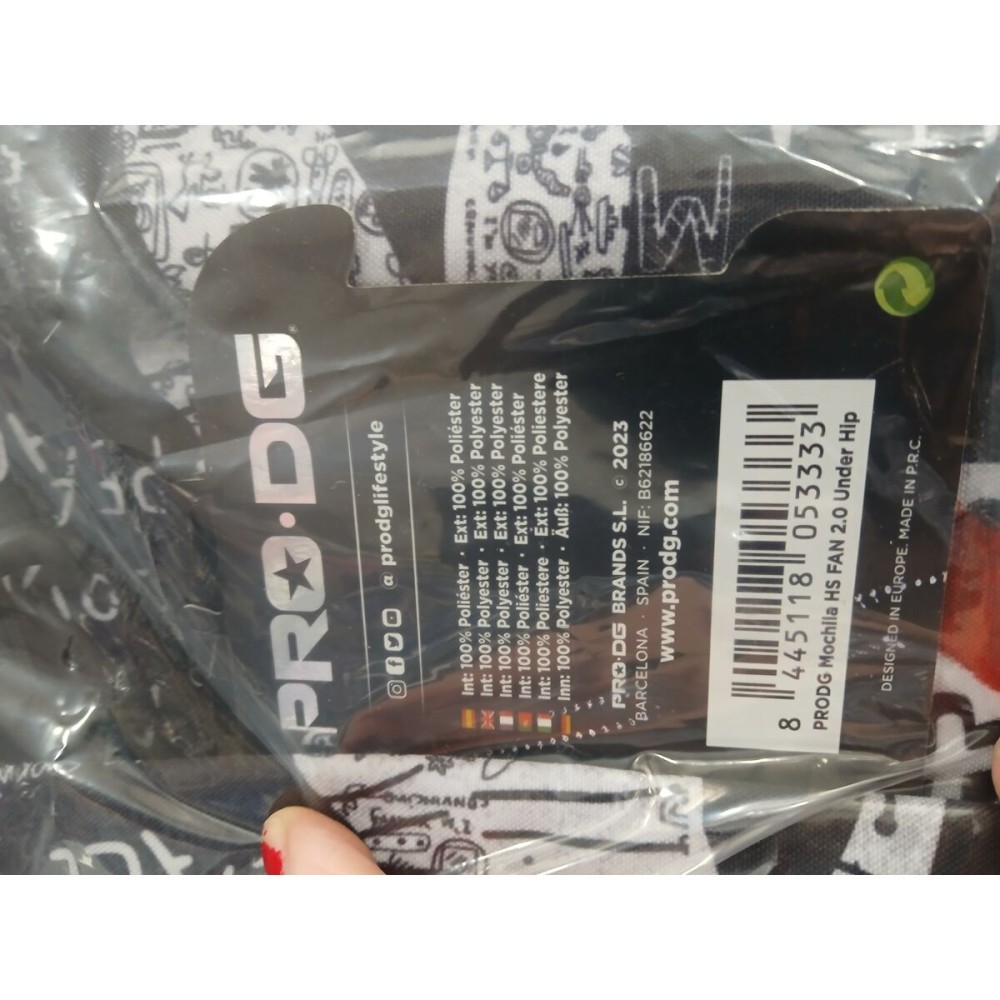 PRO·DG
@ prodglifestyle
Int: 100% Poliéster · Ext: 100% Poliéster
Int: 100% Polyester · Ext: 100% Polyester
Int: 100% Polyester · Ext: 100% Polyester
Int: 100% Poliéster · Ext: 100% Poliéster
Int: 100% Poliestere · Ext: 100% Poliestere
Inn: 100% Polyester · Äuß: 100% Polyester
PRO·DG BRANDS S.L. c 2023
BARCELONA · SPAIN · NIF: B62186622
www.prodg.com
8 445118 053333
PRODG Mochila HS FAN 2.0 Under Hip
DESIGNED IN EUROPE. MADE IN P.R.C.
CONVINCING
I'm